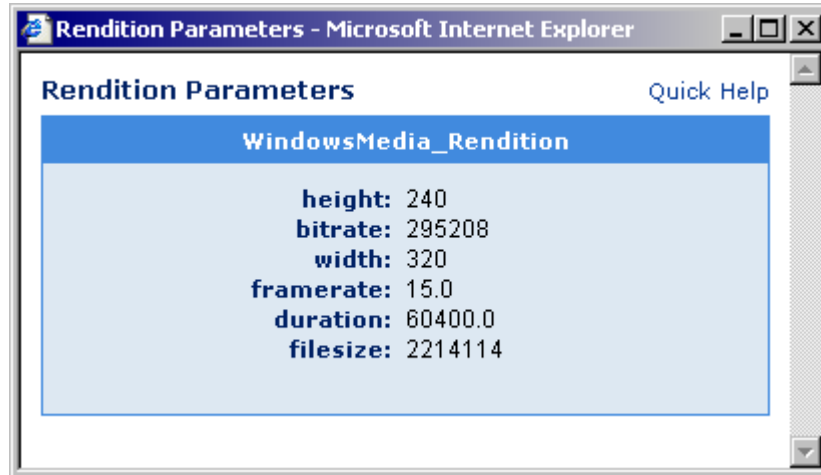 Rendition Parameters - Microsoft Internet Explorer
Rendition Parameters
Quick Help
WindowsMedia_Rendition
height: 240
bitrate: 295208
width: 320
framerate: 15.0
duration: 60400.0
filesize: 2214114